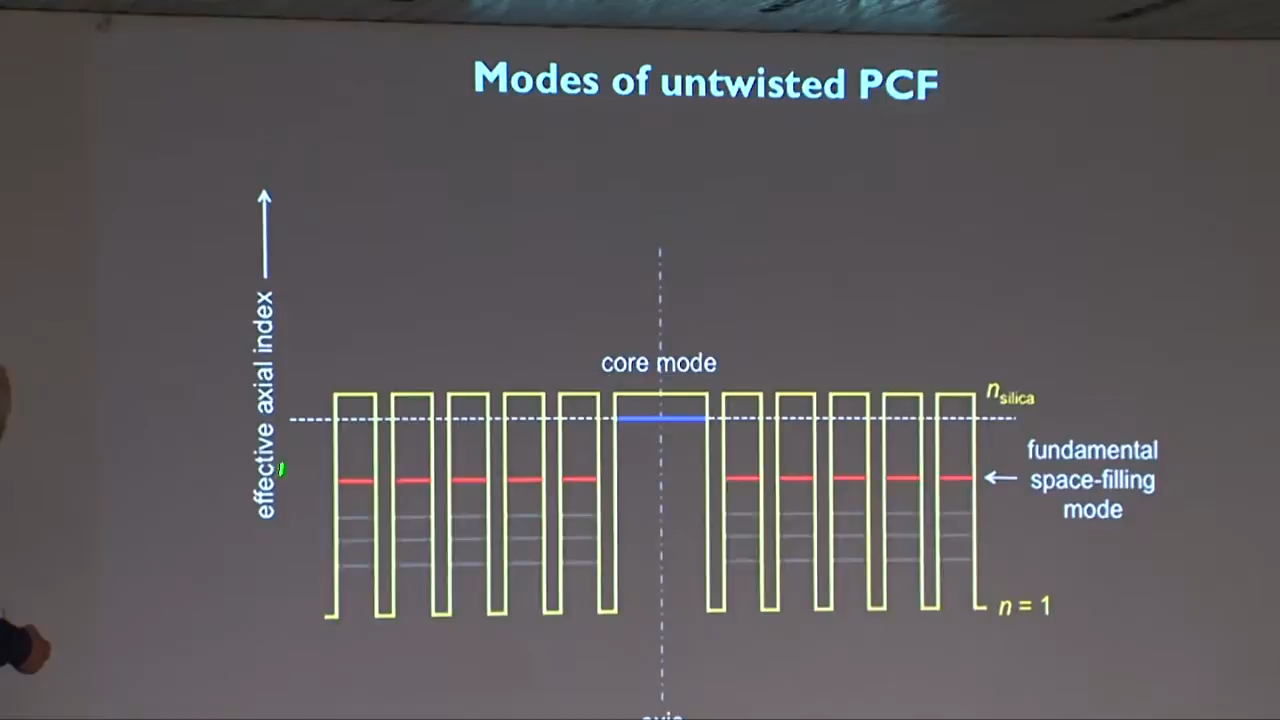 Modes of untwisted PCF
effective axial index
core mode
n silica
fundamental
space-filling
mode
n = 1
axis